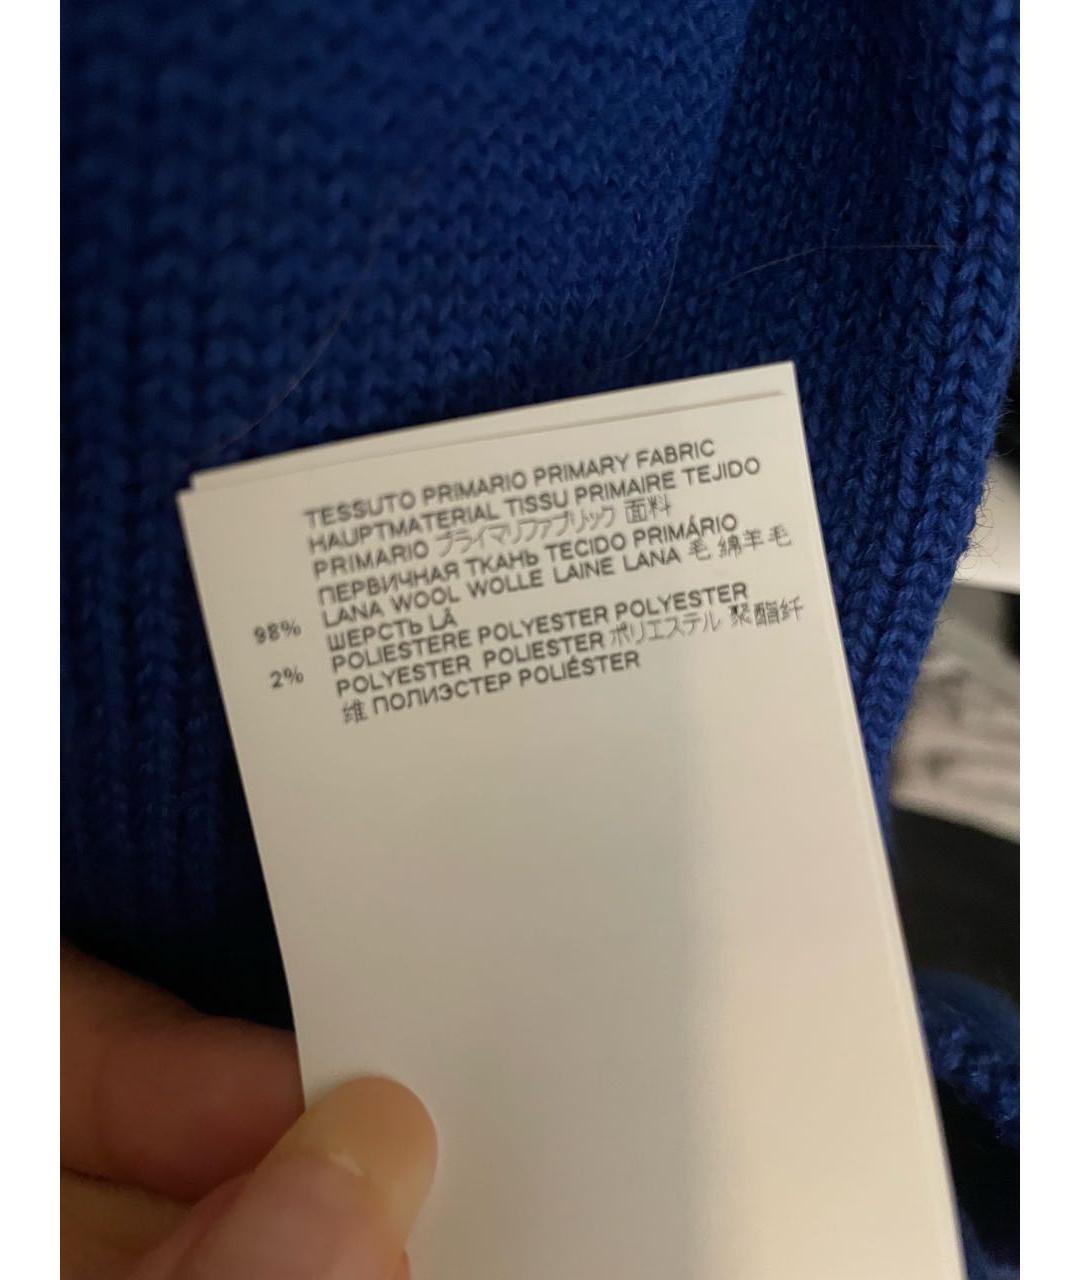 TESSUTO PRIMARIO PRIMARY FABRIC
HAUPTMATERIAL TISSU PRIMAIRE TEJIDO
PRIMARIO プライマリファブリック 面料
ПЕРВИЧНАЯ ТКАНЬ TECIDO PRIMÁRIO
98% LANA WOOL WOLLE LAINE LANA 毛 綿羊毛
ШЕРСТЬ LÃ
2% POLIESTERE POLYESTER POLYESTER
POLYESTER POLIESTER ポリエステル 聚酯纤
维 ПОЛИЭСТЕР POLIÉSTER